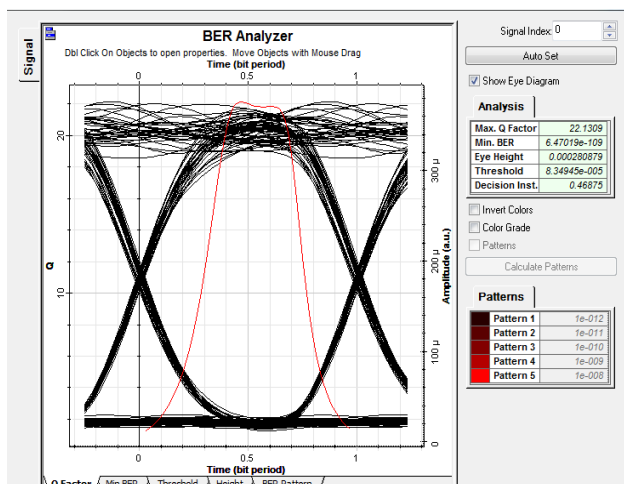 Signal
BER Analyzer
Dbl Click On Objects to open properties. Move Objects with Mouse Drag
Time (bit period)
0 0.5 1
Q
20
10
Amplitude (a.u.)
300 µ
200 µ
100 µ
0
0 0.5 1
Time (bit period)
Q Factor Min BER Threshold Height BER Pattern
Signal Index: 0
Auto Set
Show Eye Diagram
Analysis
Max. Q Factor 22.1309
Min. BER 6.47019e-109
Eye Height 0.000280879
Threshold 8.34945e-005
Decision Inst. 0.46875
Invert Colors
Color Grade
Patterns
Calculate Patterns
Patterns
Pattern 1 1e-012
Pattern 2 1e-011
Pattern 3 1e-010
Pattern 4 1e-009
Pattern 5 1e-008